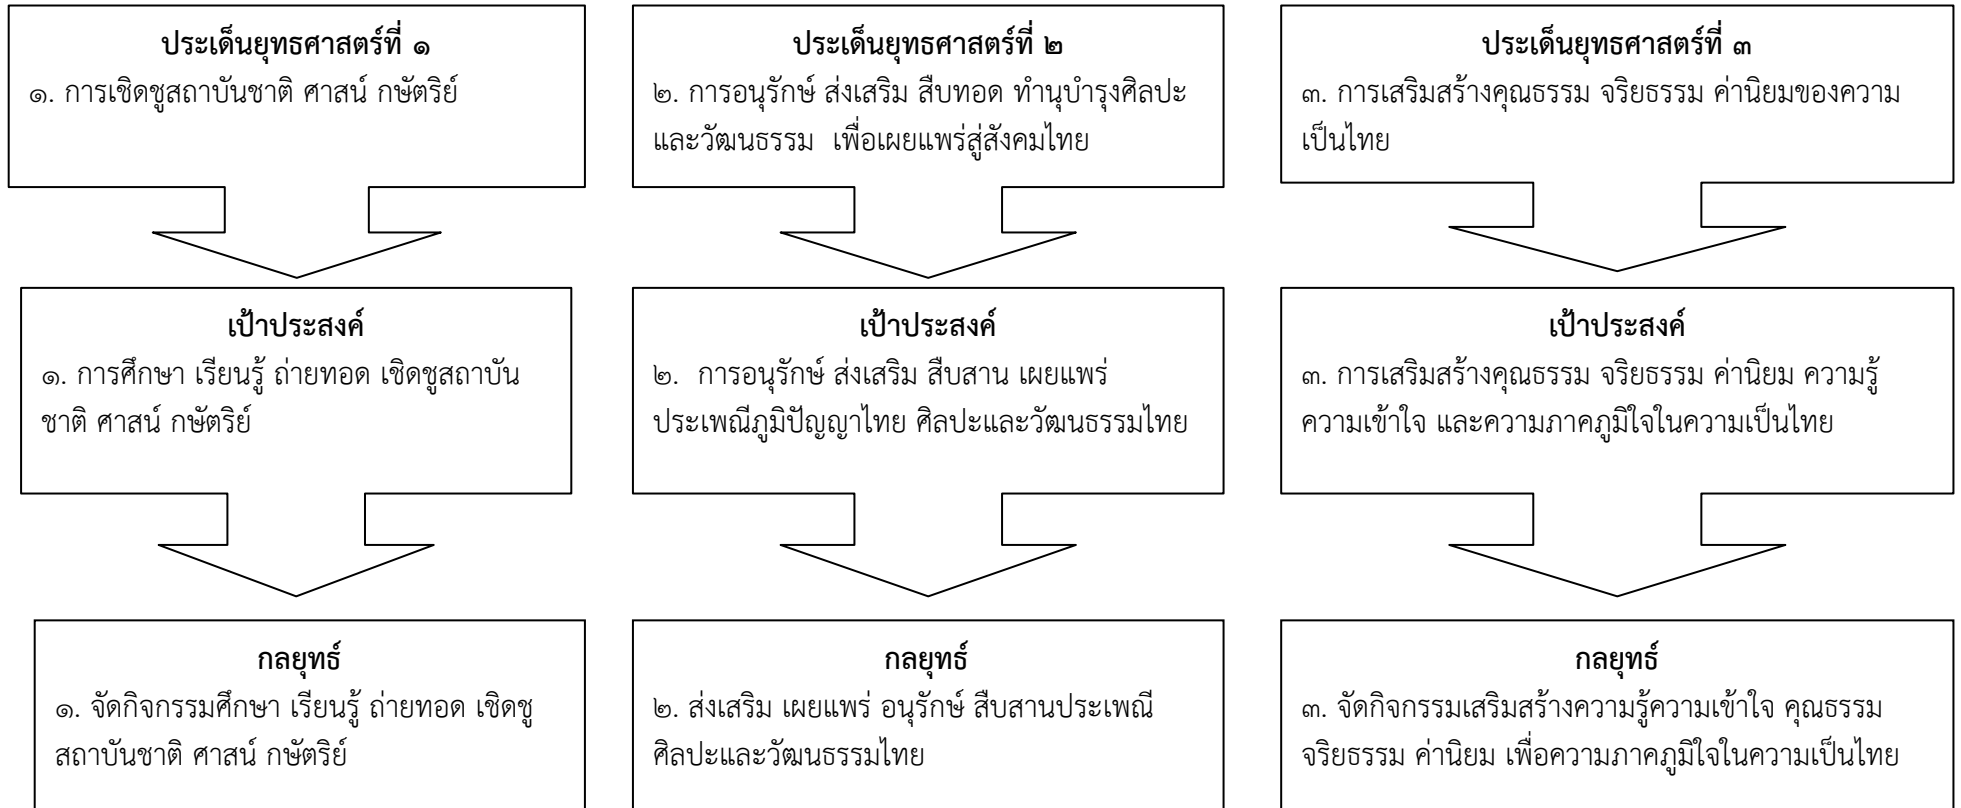 ประเด็นยุทธศาสตร์ที่ ๑
๑. การเชิดชูสถาบันชาติ ศาสน์ กษัตริย์
ประเด็นยุทธศาสตร์ที่ ๒
๒. การอนุรักษ์ ส่งเสริม สืบทอด ทำนุบำรุงศิลปะ
และวัฒนธรรม เพื่อเผยแพร่สู่สังคมไทย
ประเด็นยุทธศาสตร์ที่ ๓
๓. การเสริมสร้างคุณธรรม จริยธรรม ค่านิยมของความ
เป็นไทย
เป้าประสงค์
๑. การศึกษา เรียนรู้ ถ่ายทอด เชิดชูสถาบัน
ชาติ ศาสน์ กษัตริย์
เป้าประสงค์
๒. การอนุรักษ์ ส่งเสริม สืบสาน เผยแพร่
ประเพณีภูมิปัญญาไทย ศิลปะและวัฒนธรรมไทย
เป้าประสงค์
๓. การเสริมสร้างคุณธรรม จริยธรรม ค่านิยม ความรู้
ความเข้าใจ และความภาคภูมิใจในความเป็นไทย
กลยุทธ์
๑. จัดกิจกรรมศึกษา เรียนรู้ ถ่ายทอด เชิดชู
สถาบันชาติ ศาสน์ กษัตริย์
กลยุทธ์
๒. ส่งเสริม เผยแพร่ อนุรักษ์ สืบสานประเพณี
ศิลปะและวัฒนธรรมไทย
กลยุทธ์
๓. จัดกิจกรรมเสริมสร้างความรู้ความเข้าใจ คุณธรรม
จริยธรรม ค่านิยม เพื่อความภาคภูมิใจในความเป็นไทย